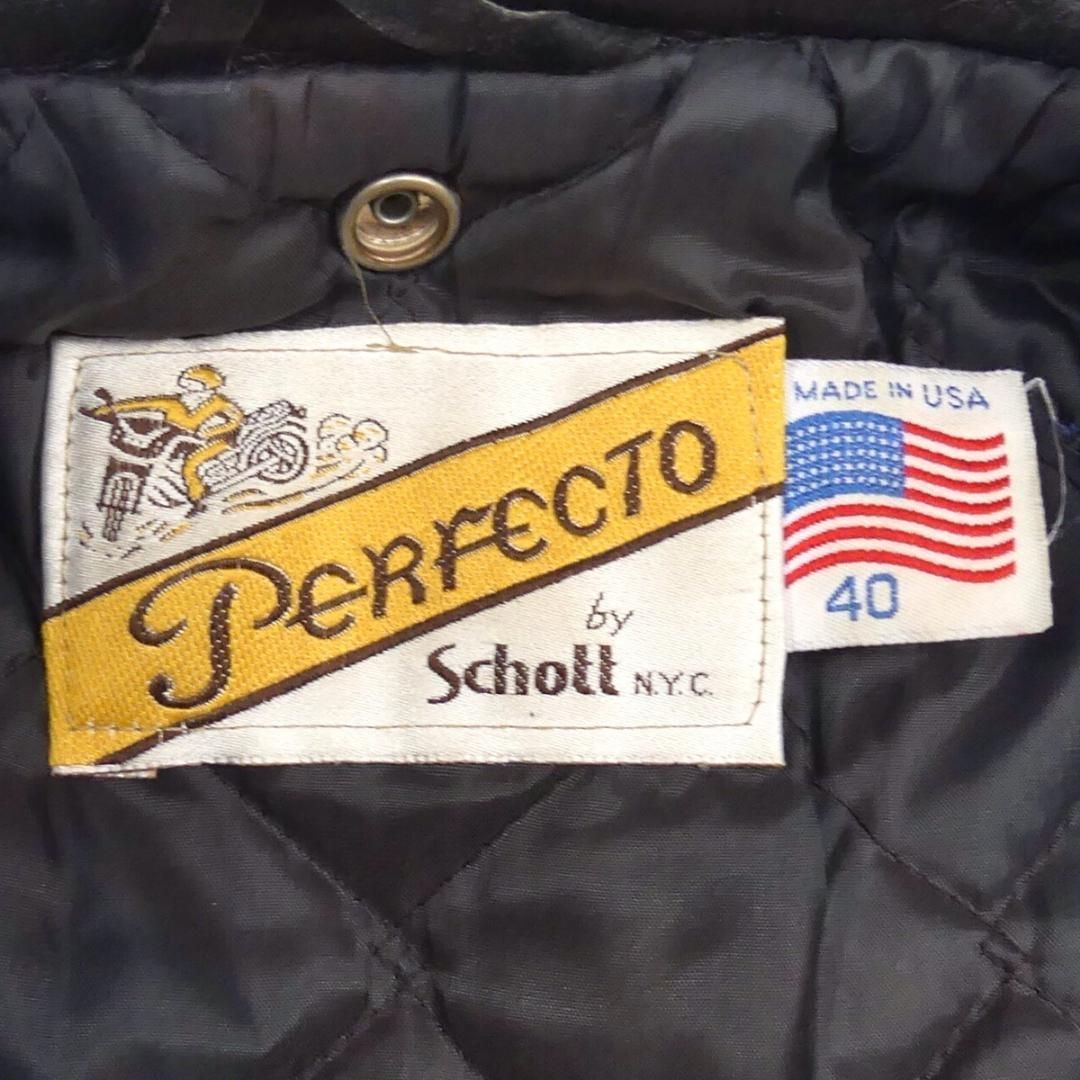 PERFECTO
by
Schott N.Y.C.
MADE IN USA
40